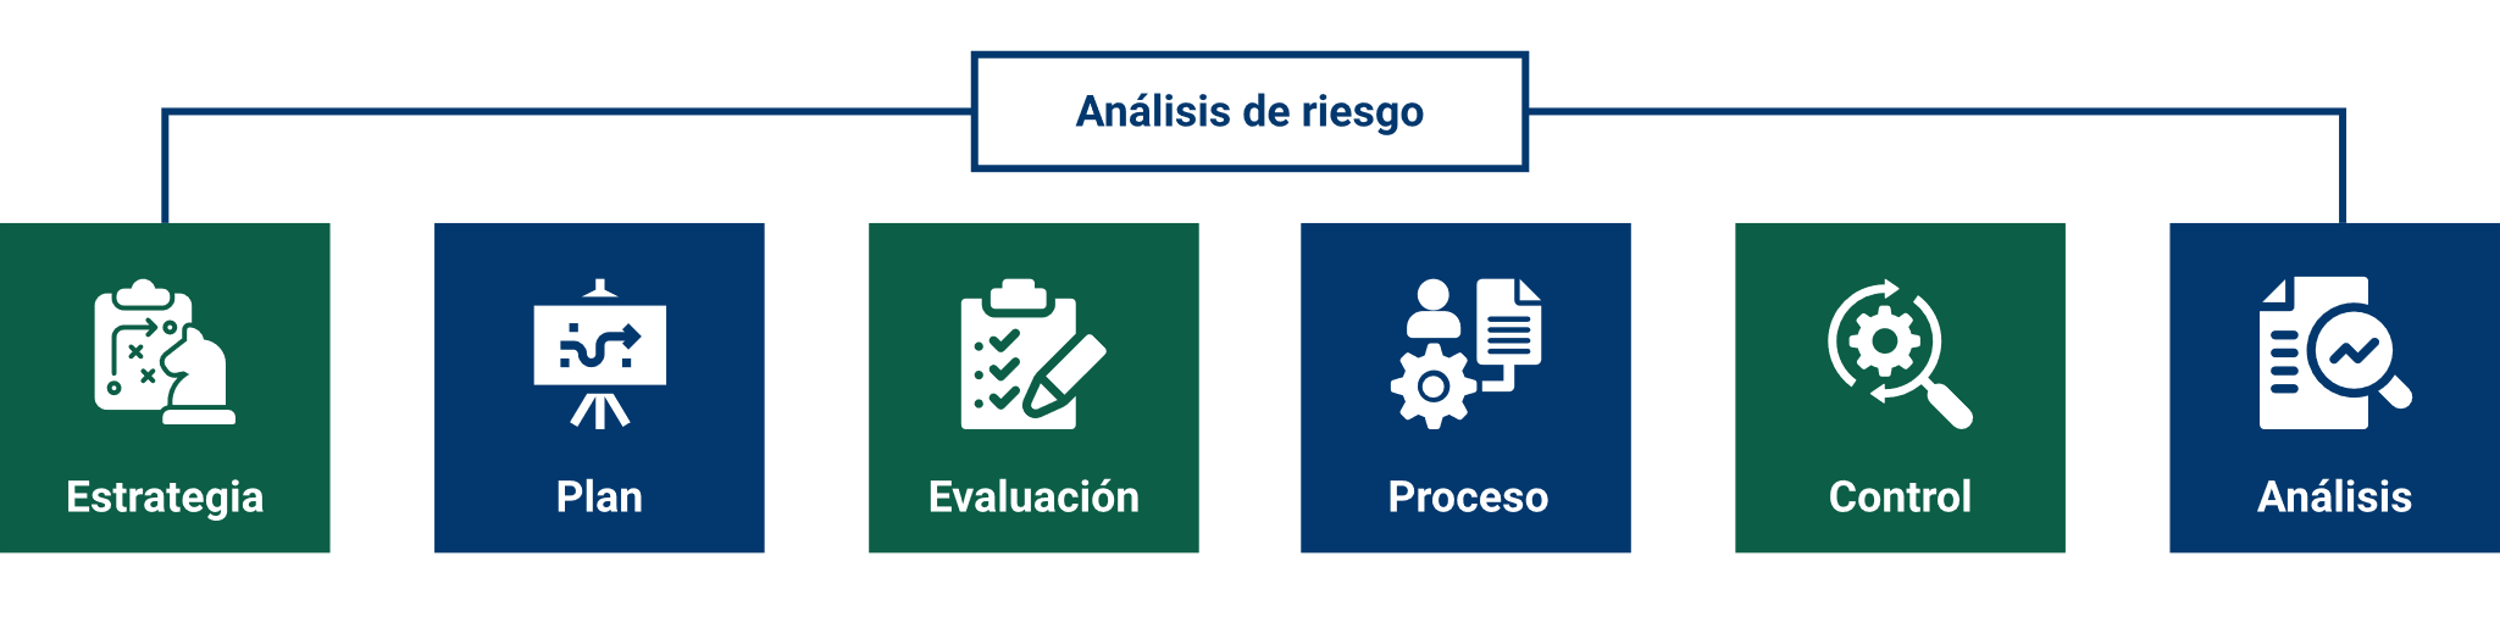 Análisis de riesgo
Estrategia
Plan
Evaluación
Proceso
Control
Análisis